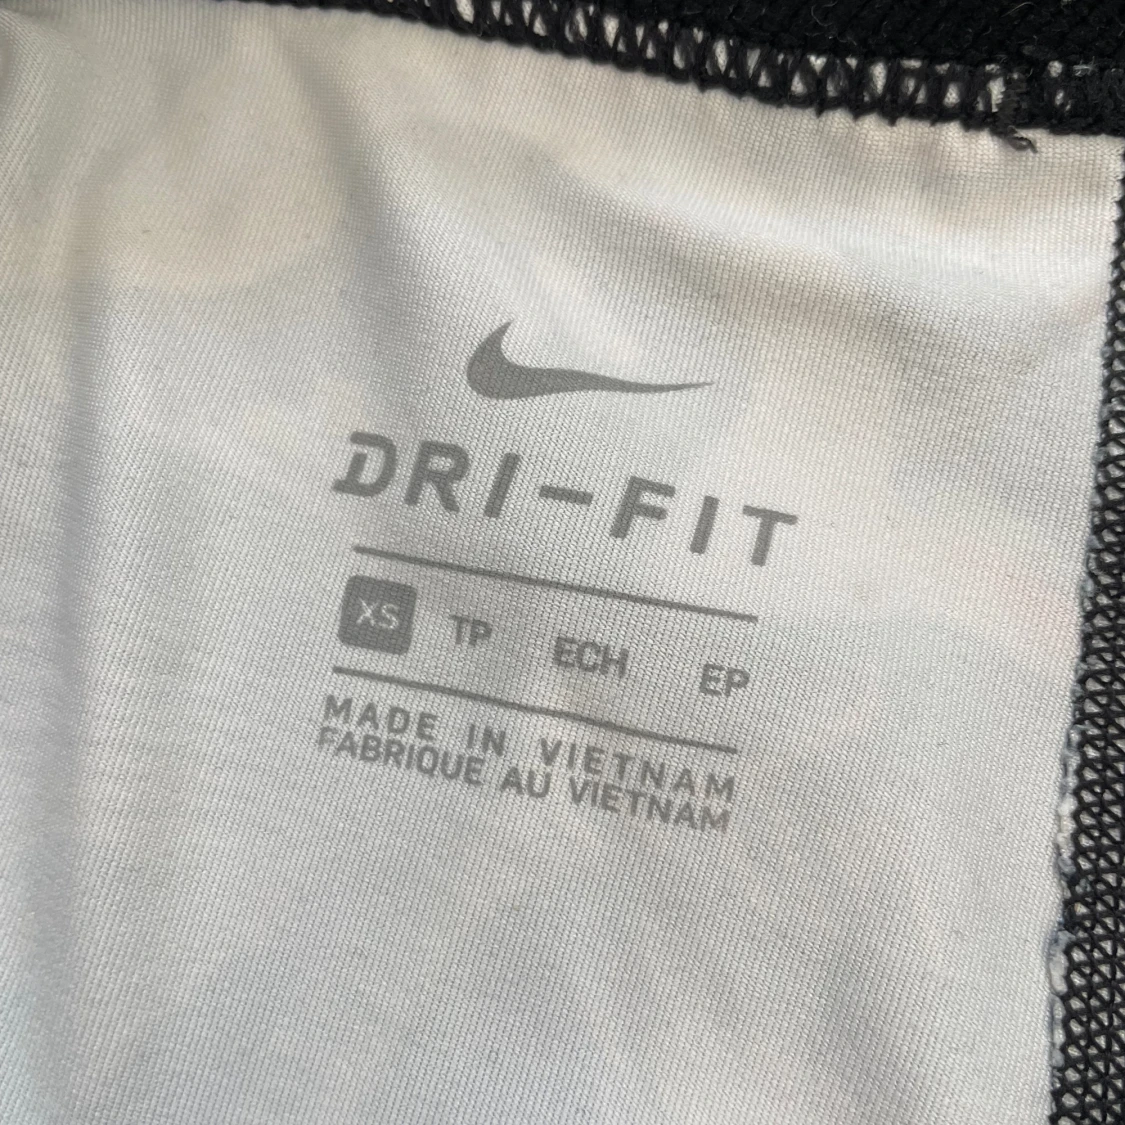 DRI-FIT
XS TP ECH EP
MADE IN VIETNAM
FABRIQUE AU VIETNAM